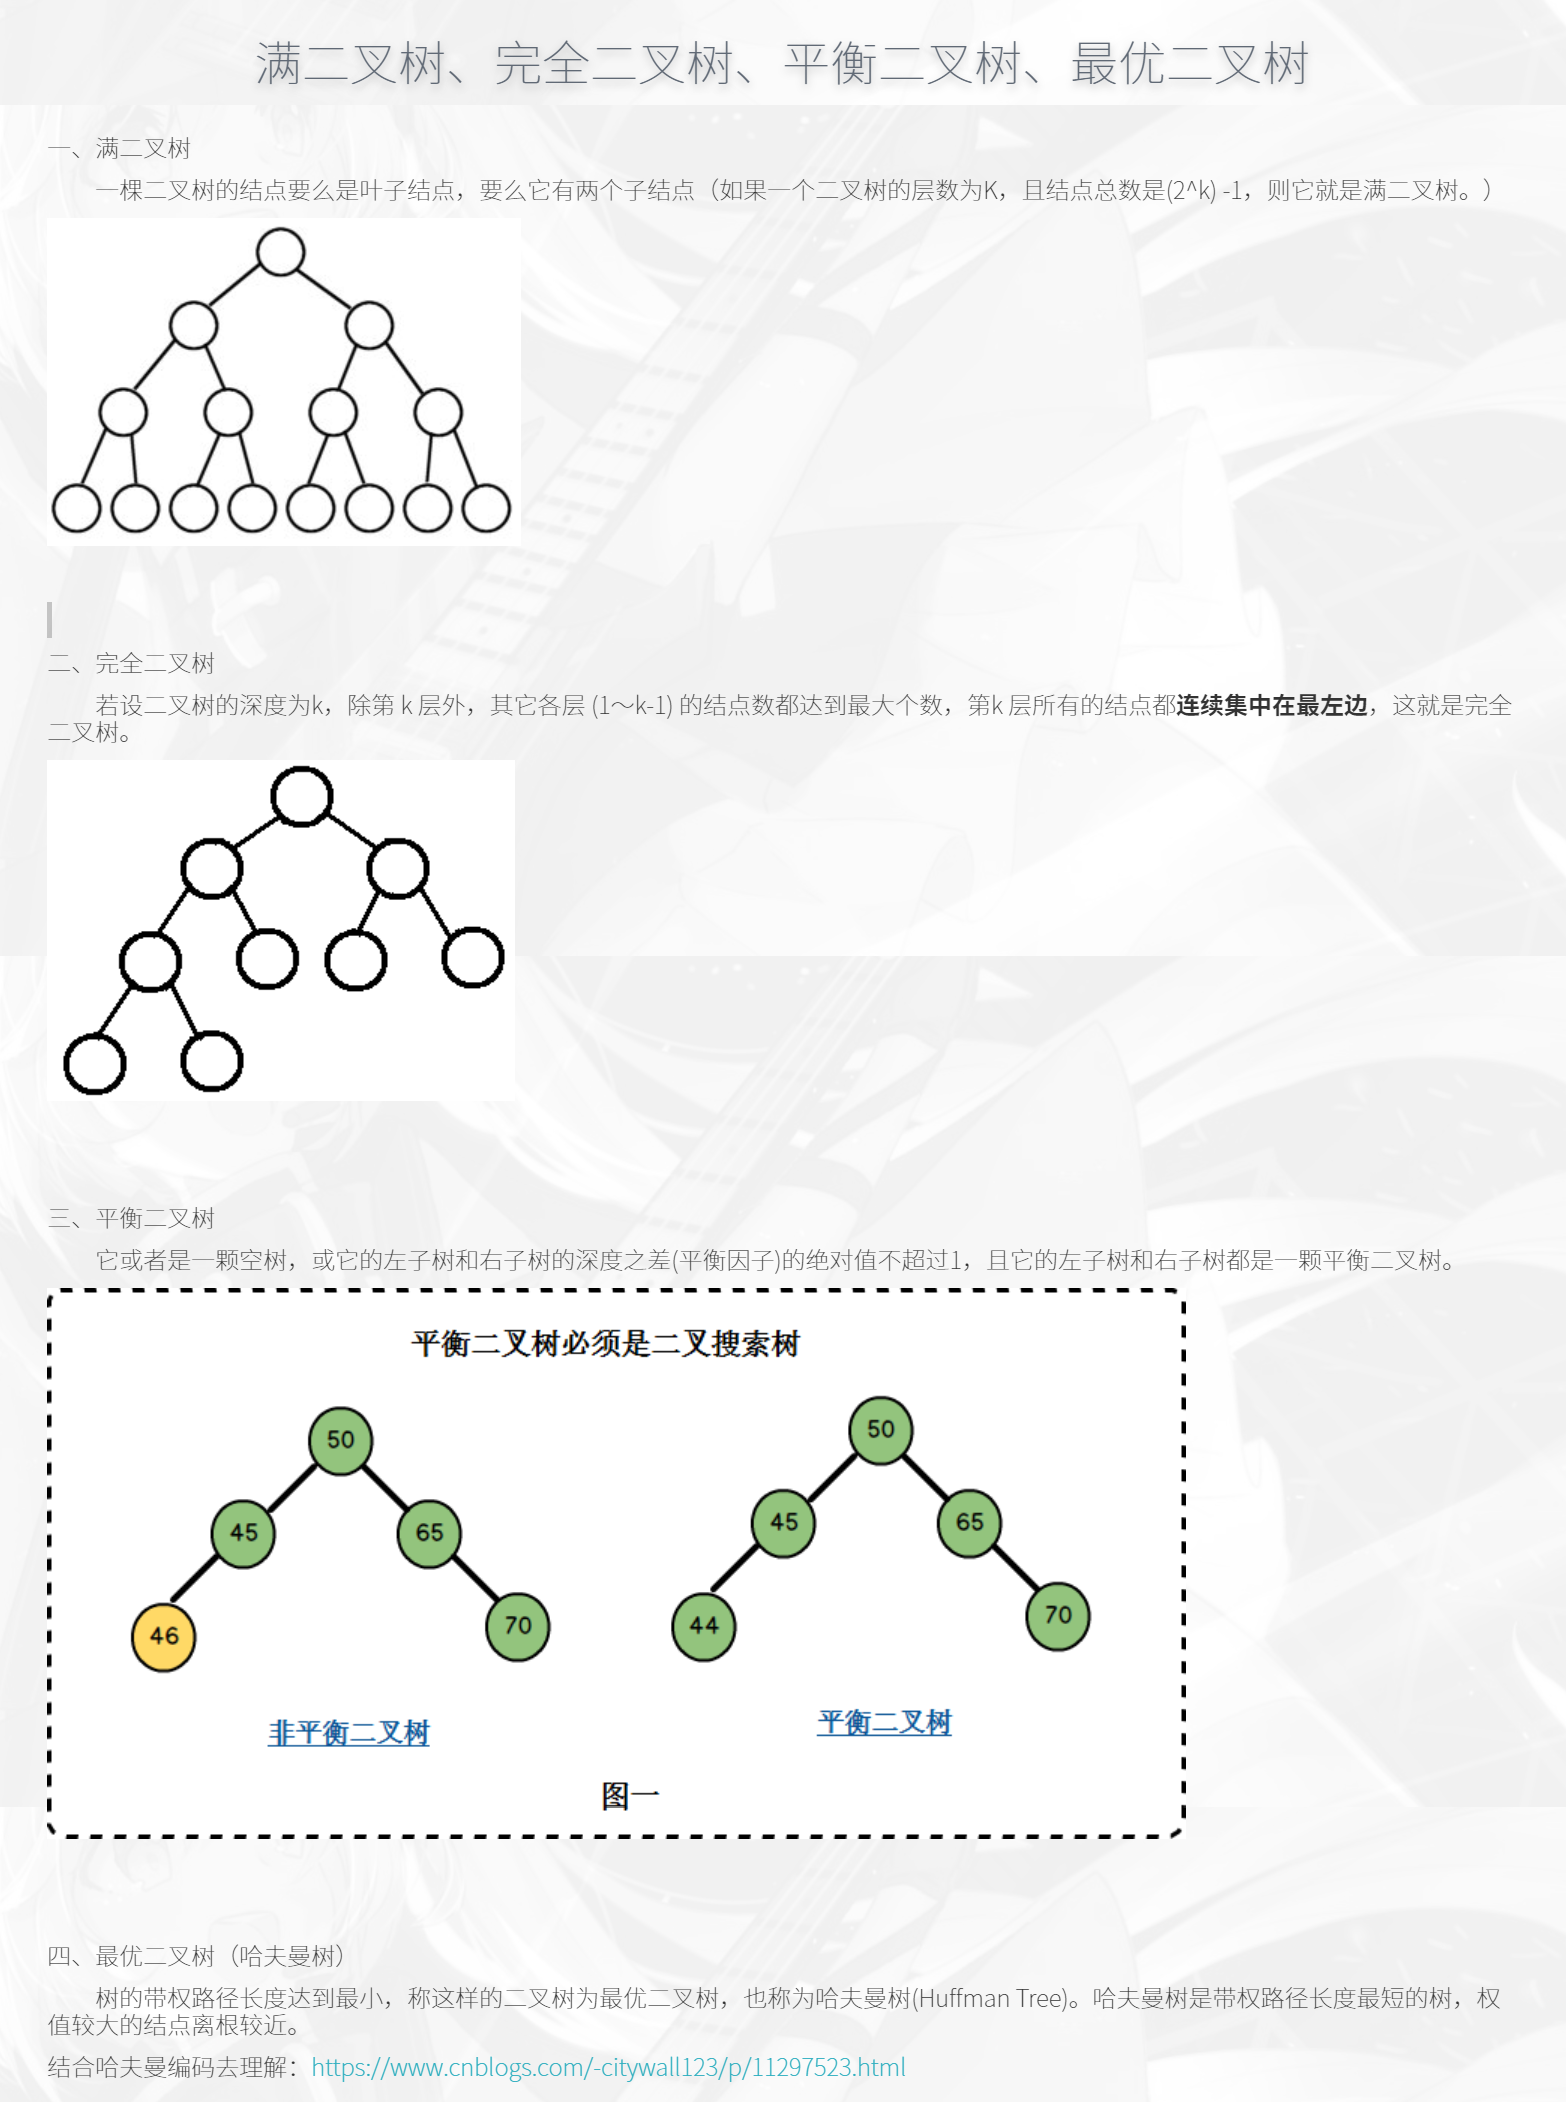 满二叉树、完全二叉树、平衡二叉树、最优二叉树
一、满二叉树
一棵二叉树的结点要么是叶子结点，要么它有两个子结点（如果一个二叉树的层数为K，且结点总数是(2^k) -1，则它就是满二叉树。）
二、完全二叉树
若设二叉树的深度为k，除第 k 层外，其它各层 (1～k-1) 的结点数都达到最大个数，第k 层所有的结点都连续集中在最左边，这就是完全
二叉树。
三、平衡二叉树
它或者是一颗空树，或它的左子树和右子树的深度之差(平衡因子)的绝对值不超过1，且它的左子树和右子树都是一颗平衡二叉树。
平衡二叉树必须是二叉搜索树
50
45
65
46
70
非平衡二叉树
50
45
65
44
70
平衡二叉树
图一
四、最优二叉树（哈夫曼树）
树的带权路径长度达到最小，称这样的二叉树为最优二叉树，也称为哈夫曼树(Huffman Tree)。哈夫曼树是带权路径长度最短的树，权
值较大的结点离根较近。
结合哈夫曼编码去理解：https://www.cnblogs.com/-citywall123/p/11297523.html